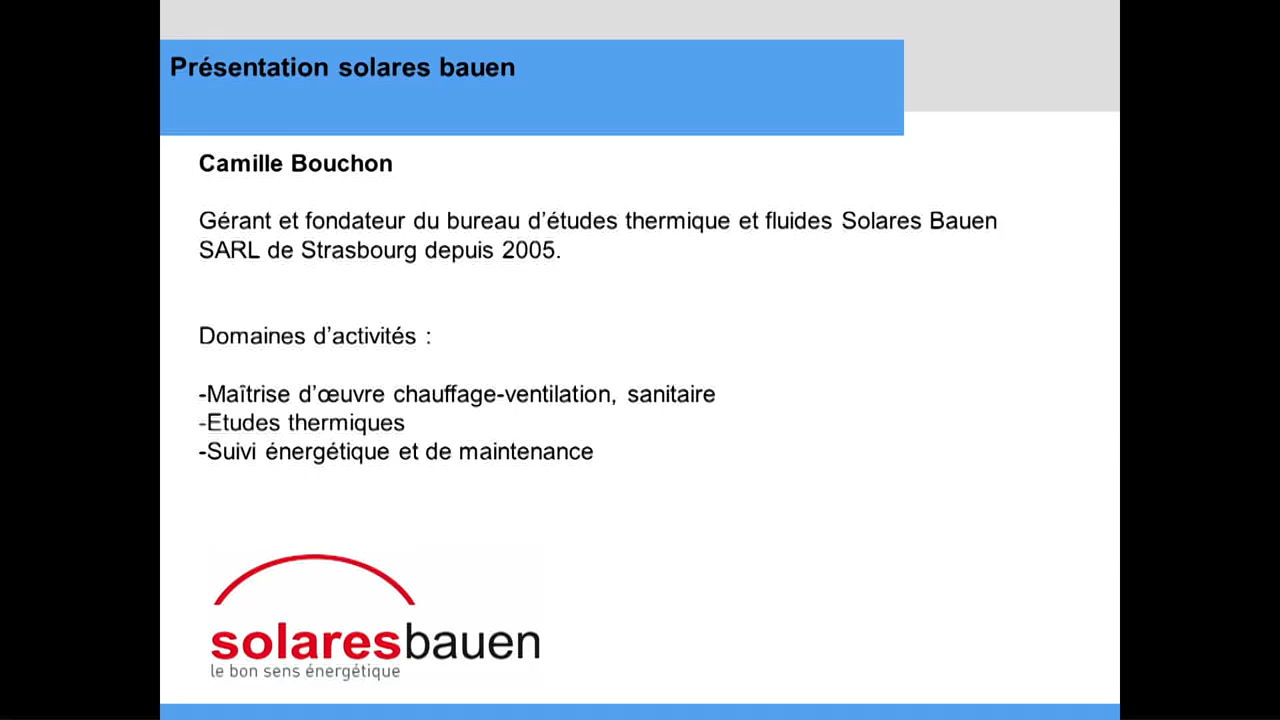 Présentation solares bauen
Camille Bouchon
Gérant et fondateur du bureau d’études thermique et fluides Solares Bauen
SARL de Strasbourg depuis 2005.
Domaines d’activités :
-Maîtrise d’œuvre chauffage-ventilation, sanitaire
-Etudes thermiques
-Suivi énergétique et de maintenance
solaresbauen
le bon sens énergétique